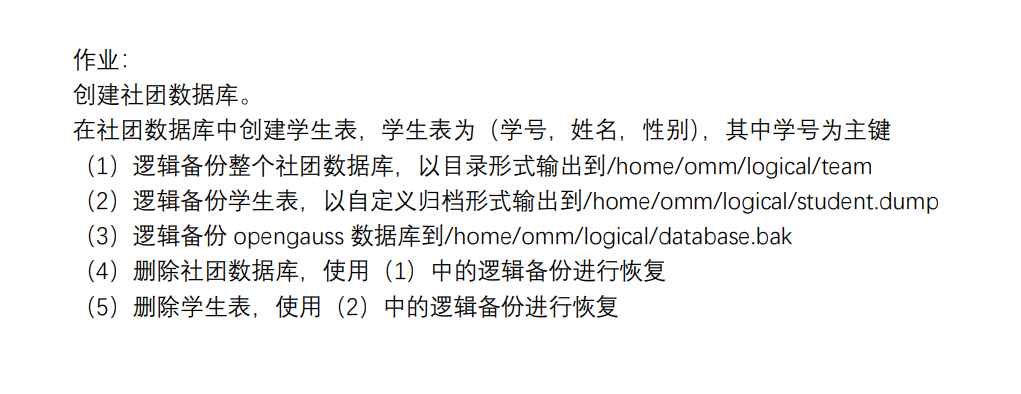 作业：
创建社团数据库。
在社团数据库中创建学生表，学生表为（学号，姓名，性别），其中学号为主键
（1）逻辑备份整个社团数据库，以目录形式输出到/home/omm/logical/team
（2）逻辑备份学生表，以自定义归档形式输出到/home/omm/logical/student.dump
（3）逻辑备份 opengauss 数据库到/home/omm/logical/database.bak
（4）删除社团数据库，使用（1）中的逻辑备份进行恢复
（5）删除学生表，使用（2）中的逻辑备份进行恢复